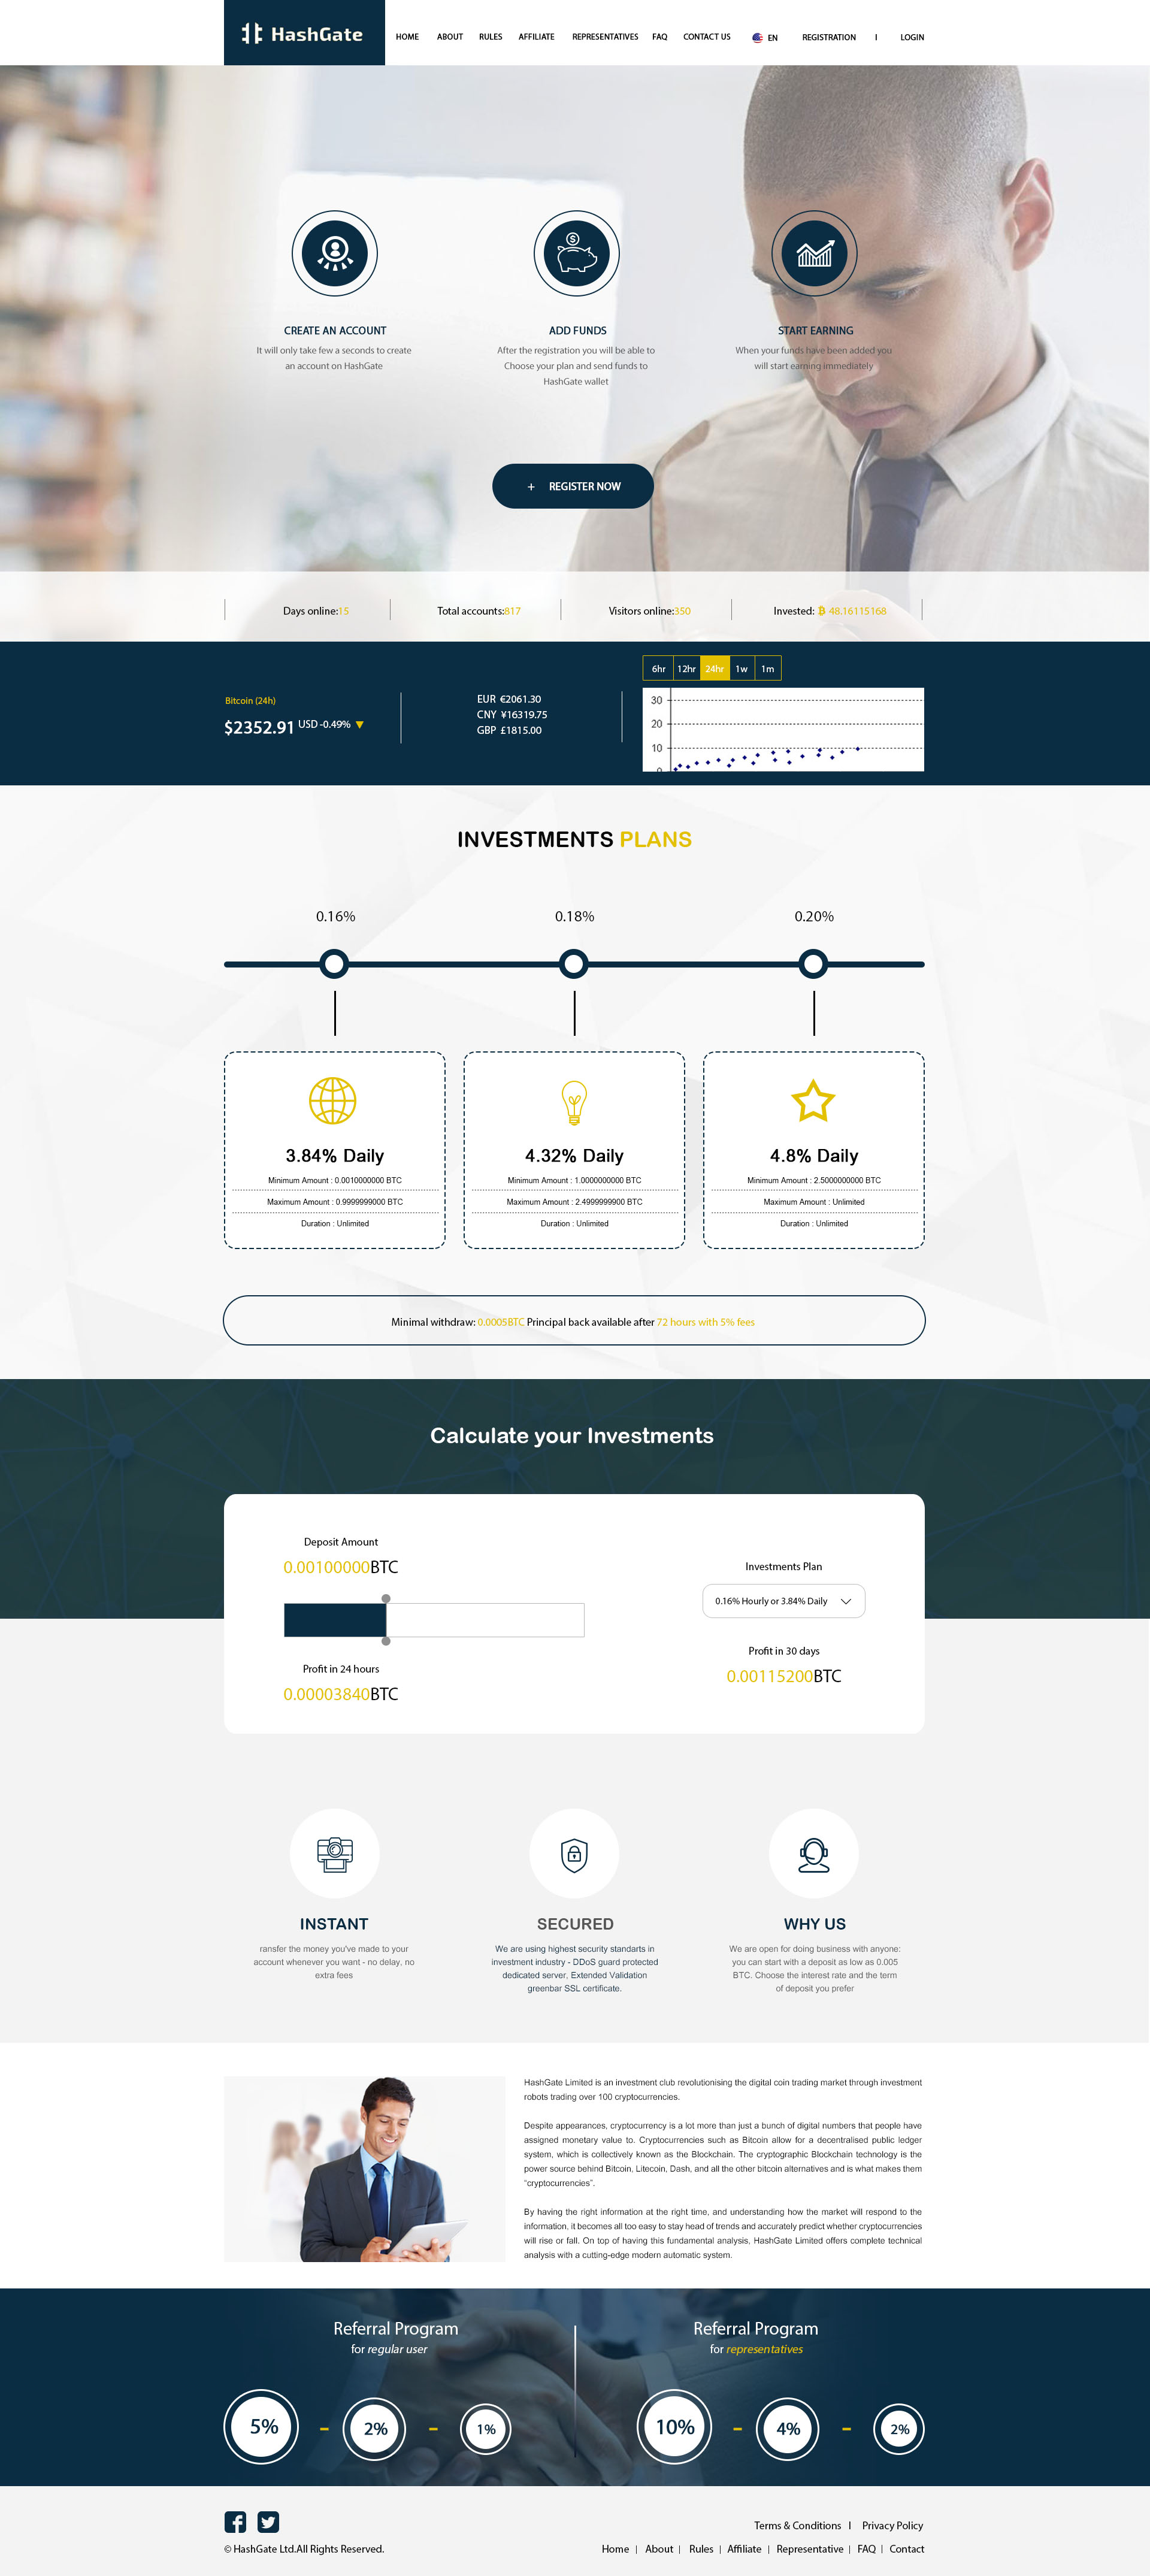 HashGate
HOME ABOUT RULES AFFILIATE REPRESENTATIVES FAQ CONTACT US EN REGISTRATION I LOGIN
CREATE AN ACCOUNT
It will only take few a seconds to create
an account on HashGate
ADD FUNDS
After the registration you will be able to
Choose your plan and send funds to
HashGate wallet
START EARNING
When your funds have been added you
will start earning immediately
+ REGISTER NOW
Days online:15
Total accounts:817
Visitors online:350
Invested: ₿ 48.16115168
Bitcoin (24h)
$2352.91 USD -0.49% ▼
EUR €2061.30
CNY ¥16319.75
GBP £1815.00
6hr 12hr 24hr 1w 1m
30
20
10
0
INVESTMENTS PLANS
0.16%
0.18%
0.20%
3.84% Daily
Minimum Amount : 0.0010000000 BTC
Maximum Amount : 0.9999999000 BTC
Duration : Unlimited
4.32% Daily
Minimum Amount : 1.0000000000 BTC
Maximum Amount : 2.4999999900 BTC
Duration : Unlimited
4.8% Daily
Minimum Amount : 2.5000000000 BTC
Maximum Amount : Unlimited
Duration : Unlimited
Minimal withdraw: 0.0005BTC Principal back available after 72 hours with 5% fees
Calculate your Investments
Deposit Amount
0.00100000BTC
Profit in 24 hours
0.00003840BTC
Investments Plan
0.16% Hourly or 3.84% Daily
Profit in 30 days
0.00115200BTC
INSTANT
ransfer the money you've made to your
account whenever you want - no delay, no
extra fees
SECURED
We are using highest security standarts in
investment industry - DDoS guard protected
dedicated server, Extended Validation
greenbar SSL certificate.
WHY US
We are open for doing business with anyone:
you can start with a deposit as low as 0.005
BTC. Choose the interest rate and the term
of deposit you prefer
HashGate Limited is an investment club revolutionising the digital coin trading market through investment
robots trading over 100 cryptocurrencies.
Despite appearances, cryptocurrency is a lot more than just a bunch of digital numbers that people have
assigned monetary value to. Cryptocurrencies such as Bitcoin allow for a decentralised public ledger
system, which is collectively known as the Blockchain. The cryptographic Blockchain technology is the
power source behind Bitcoin, Litecoin, Dash, and all the other bitcoin alternatives and is what makes them
“cryptocurrencies”.
By having the right information at the right time, and understanding how the market will respond to the
information, it becomes all too easy to stay head of trends and accurately predict whether cryptocurrencies
will rise or fall. On top of having this fundamental analysis, HashGate Limited offers complete technical
analysis with a cutting-edge modern automatic system.
Referral Program
for regular user
5% - 2% - 1%
Referral Program
for representatives
10% - 4% - 2%
Terms & Conditions I Privacy Policy
© HashGate Ltd.All Rights Reserved.
Home | About | Rules | Affiliate | Representative | FAQ | Contact